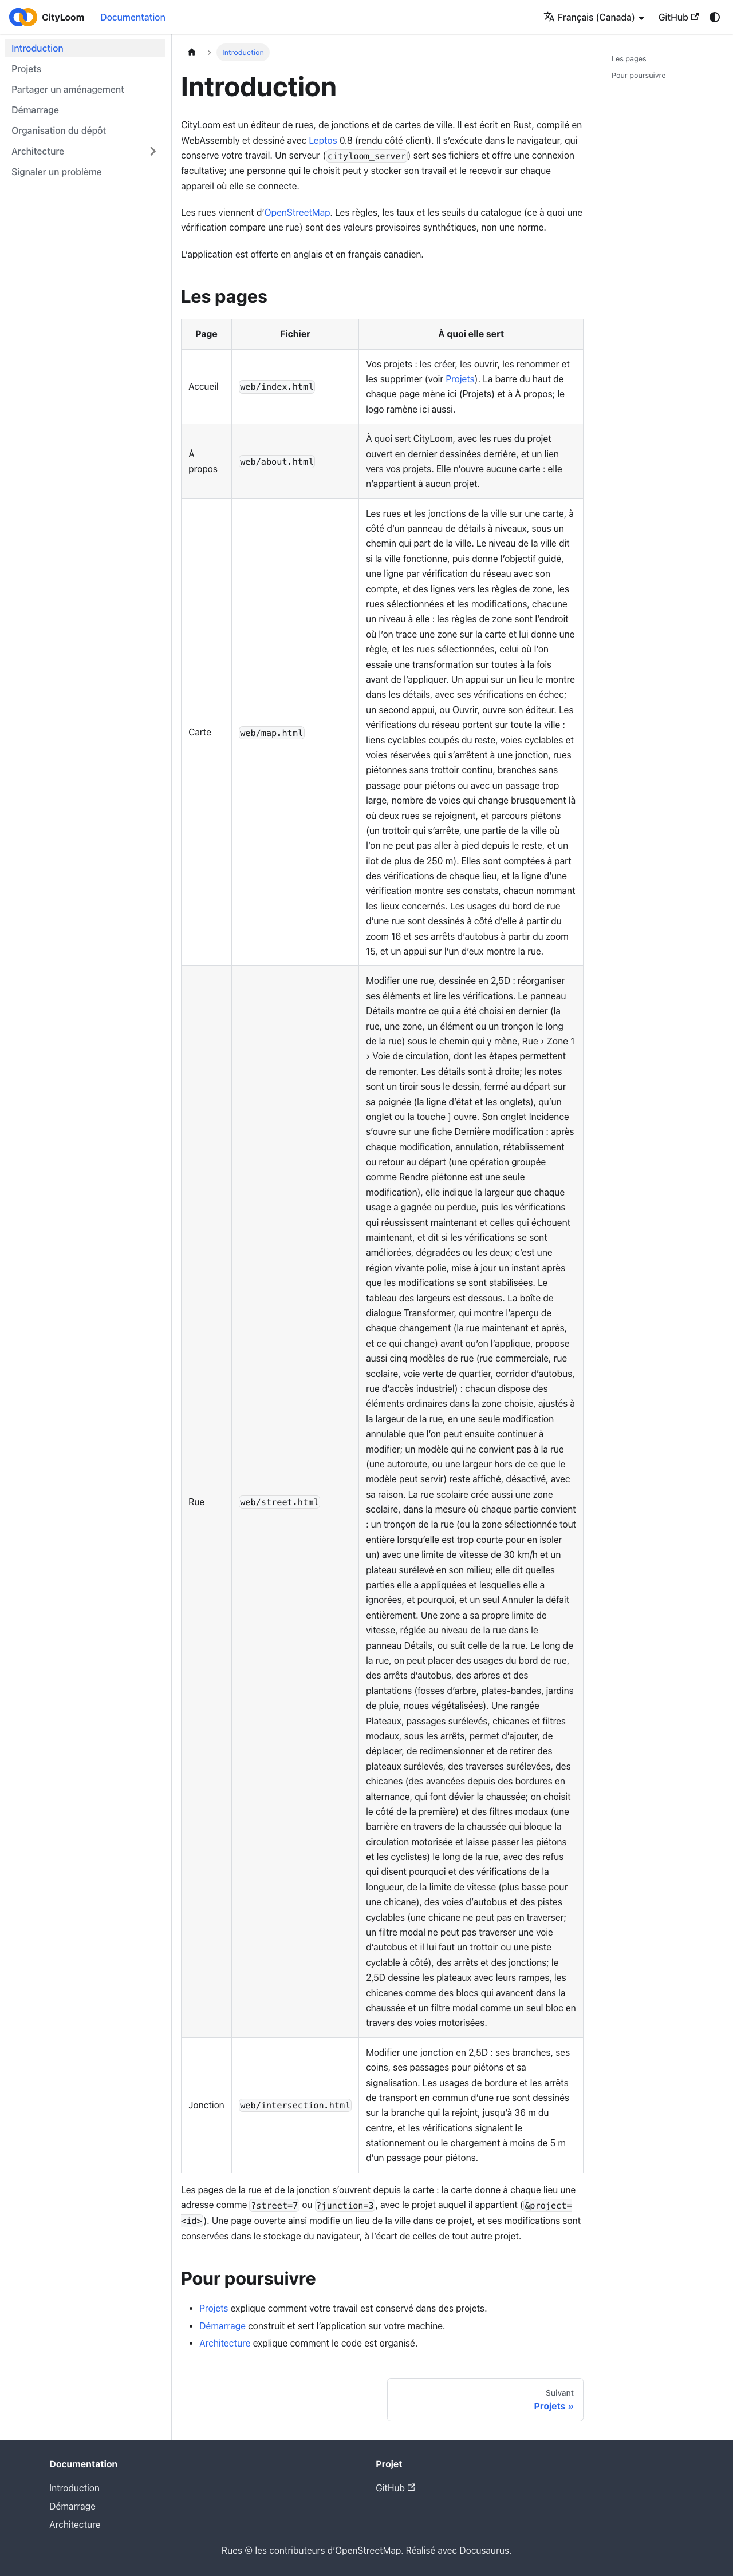 CityLoom
Documentation
Français (Canada)
GitHub
Introduction
Projets
Partager un aménagement
Démarrage
Organisation du dépôt
Architecture
Signaler un problème
Introduction
Les pages
Pour poursuivre
Introduction
CityLoom est un éditeur de rues, de jonctions et de cartes de ville. Il est écrit en Rust, compilé en
WebAssembly et dessiné avec Leptos 0.8 (rendu côté client). Il s’exécute dans le navigateur, qui
conserve votre travail. Un serveur (cityloom_server) sert ses fichiers et offre une connexion
facultative; une personne qui le choisit peut y stocker son travail et le recevoir sur chaque
appareil où elle se connecte.
Les rues viennent d’OpenStreetMap. Les règles, les taux et les seuils du catalogue (ce à quoi une
vérification compare une rue) sont des valeurs provisoires synthétiques, non une norme.
L’application est offerte en anglais et en français canadien.
Les pages
Page
Fichier
À quoi elle sert
Accueil
web/index.html
Vos projets : les créer, les ouvrir, les renommer et
les supprimer (voir Projets). La barre du haut de
chaque page mène ici (Projets) et à À propos; le
logo ramène ici aussi.
À
propos
web/about.html
À quoi sert CityLoom, avec les rues du projet
ouvert en dernier dessinées derrière, et un lien
vers vos projets. Elle n’ouvre aucune carte : elle
n’appartient à aucun projet.
Carte
web/map.html
Les rues et les jonctions de la ville sur une carte, à
côté d’un panneau de détails à niveaux, sous un
chemin qui part de la ville. Le niveau de la ville dit
si la ville fonctionne, puis donne l’objectif guidé,
une ligne par vérification du réseau avec son
compte, et des lignes vers les règles de zone, les
rues sélectionnées et les modifications, chacune
un niveau à elle : les règles de zone sont l’endroit
où l’on trace une zone sur la carte et lui donne une
règle, et les rues sélectionnées, celui où l’on
essaie une transformation sur toutes à la fois
avant de l’appliquer. Un appui sur un lieu le montre
dans les détails, avec ses vérifications en échec;
un second appui, ou Ouvrir, ouvre son éditeur. Les
vérifications du réseau portent sur toute la ville :
liens cyclables coupés du reste, voies cyclables et
voies réservées qui s’arrêtent à une jonction, rues
piétonnes sans trottoir continu, branches sans
passage pour piétons ou avec un passage trop
large, nombre de voies qui change brusquement là
où deux rues se rejoignent, et parcours piétons
(un trottoir qui s’arrête, une partie de la ville où
l’on ne peut pas aller à pied depuis le reste, et un
îlot de plus de 250 m). Elles sont comptées à part
des vérifications de chaque lieu, et la ligne d’une
vérification montre ses constats, chacun nommant
les lieux concernés. Les usages du bord de rue
d’une rue sont dessinés à côté d’elle à partir du
zoom 16 et ses arrêts d’autobus à partir du zoom
15, et un appui sur l’un d’eux montre la rue.
Rue
web/street.html
Modifier une rue, dessinée en 2,5D : réorganiser
ses éléments et lire les vérifications. Le panneau
Détails montre ce qui a été choisi en dernier (la
rue, une zone, un élément ou un tronçon le long
de la rue) sous le chemin qui y mène, Rue › Zone 1
› Voie de circulation, dont les étapes permettent
de remonter. Les détails sont à droite; les notes
sont un tiroir sous le dessin, fermé au départ sur
sa poignée (la ligne d’état et les onglets), qu’un
onglet ou la touche ] ouvre. Son onglet Incidence
s’ouvre sur une fiche Dernière modification : après
chaque modification, annulation, rétablissement
ou retour au départ (une opération groupée
comme Rendre piétonne est une seule
modification), elle indique la largeur que chaque
usage a gagnée ou perdue, puis les vérifications
qui réussissent maintenant et celles qui échouent
maintenant, et dit si les vérifications se sont
améliorées, dégradées ou les deux; c’est une
région vivante polie, mise à jour un instant après
que les modifications se sont stabilisées. Le
tableau des largeurs est dessous. La boîte de
dialogue Transformer, qui montre l’aperçu de
chaque changement (la rue maintenant et après,
et ce qui change) avant qu’on l’applique, propose
aussi cinq modèles de rue (rue commerciale, rue
scolaire, voie verte de quartier, corridor d’autobus,
rue d’accès industriel) : chacun dispose des
éléments ordinaires dans la zone choisie, ajustés à
la largeur de la rue, en une seule modification
annulable que l’on peut ensuite continuer à
modifier; un modèle qui ne convient pas à la rue
(une autoroute, ou une largeur hors de ce que le
modèle peut servir) reste affiché, désactivé, avec
sa raison. La rue scolaire crée aussi une zone
scolaire, dans la mesure où chaque partie convient
: un tronçon de la rue (ou la zone sélectionnée tout
entière lorsqu’elle est trop courte pour en isoler
un) avec une limite de vitesse de 30 km/h et un
plateau surélevé en son milieu; elle dit quelles
parties elle a appliquées et lesquelles elle a
ignorées, et pourquoi, et un seul Annuler la défait
entièrement. Une zone a sa propre limite de
vitesse, réglée au niveau de la rue dans le
panneau Détails, ou suit celle de la rue. Le long de
la rue, on peut placer des usages du bord de rue,
des arrêts d’autobus, des arbres et des
plantations (fosses d’arbre, plates-bandes, jardins
de pluie, noues végétalisées). Une rangée
Plateaux, passages surélevés, chicanes et filtres
modaux, sous les arrêts, permet d’ajouter, de
déplacer, de redimensionner et de retirer des
plateaux surélevés, des traverses surélevées, des
chicanes (des avancées depuis des bordures en
alternance, qui font dévier la chaussée; on choisit
le côté de la première) et des filtres modaux (une
barrière en travers de la chaussée qui bloque la
circulation motorisée et laisse passer les piétons
et les cyclistes) le long de la rue, avec des refus
qui disent pourquoi et des vérifications de la
longueur, de la limite de vitesse (plus basse pour
une chicane), des voies d’autobus et des pistes
cyclables (une chicane ne peut pas en traverser;
un filtre modal ne peut pas traverser une voie
d’autobus et il lui faut un trottoir ou une piste
cyclable à côté), des arrêts et des jonctions; le
2,5D dessine les plateaux avec leurs rampes, les
chicanes comme des blocs qui avancent dans la
chaussée et un filtre modal comme un seul bloc en
travers des voies motorisées.
Jonction
web/intersection.html
Modifier une jonction en 2,5D : ses branches, ses
coins, ses passages pour piétons et sa
signalisation. Les usages de bordure et les arrêts
de transport en commun d’une rue sont dessinés
sur la branche qui la rejoint, jusqu’à 36 m du
centre, et les vérifications signalent le
stationnement ou le chargement à moins de 5 m
d’un passage pour piétons.
Les pages de la rue et de la jonction s’ouvrent depuis la carte : la carte donne à chaque lieu une
adresse comme ?street=7 ou ?junction=3, avec le projet auquel il appartient (&project=
<id>). Une page ouverte ainsi modifie un lieu de la ville dans ce projet, et ses modifications sont
conservées dans le stockage du navigateur, à l’écart de celles de tout autre projet.
Pour poursuivre
Projets explique comment votre travail est conservé dans des projets.
Démarrage construit et sert l’application sur votre machine.
Architecture explique comment le code est organisé.
Suivant
Projets »
Documentation
Introduction
Démarrage
Architecture
Projet
GitHub
Rues © les contributeurs d’OpenStreetMap. Réalisé avec Docusaurus.